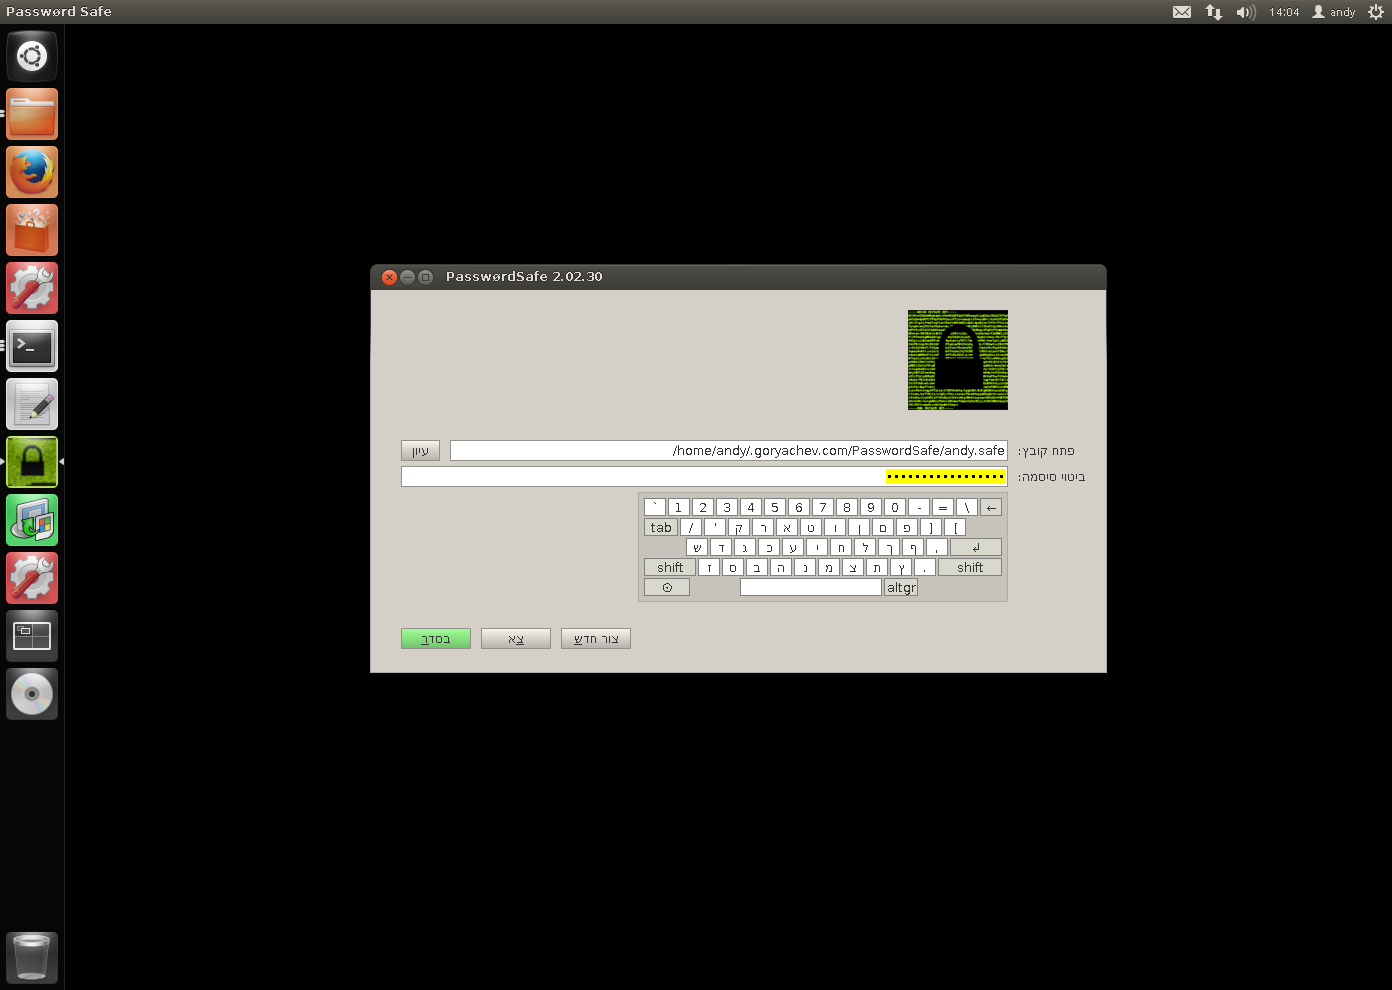 Passwørd Safe
14:04
andy
PasswørdSafe 2.02.30
פתח קובץ:
/home/andy/.goryachev.com/PasswordSafe/andy.safe
עיון
ביטוי סיסמה:
` 1 2 3 4 5 6 7 8 9 0 - = \ ←
tab / ' ק ר א ט ו ן ם פ ] [
ש ד ג כ ע י ח ל ך ף , ↲
shift ז ס ב ה נ מ צ ת ץ . shift
⊙ altgr
צור חדש
צא
בסדר